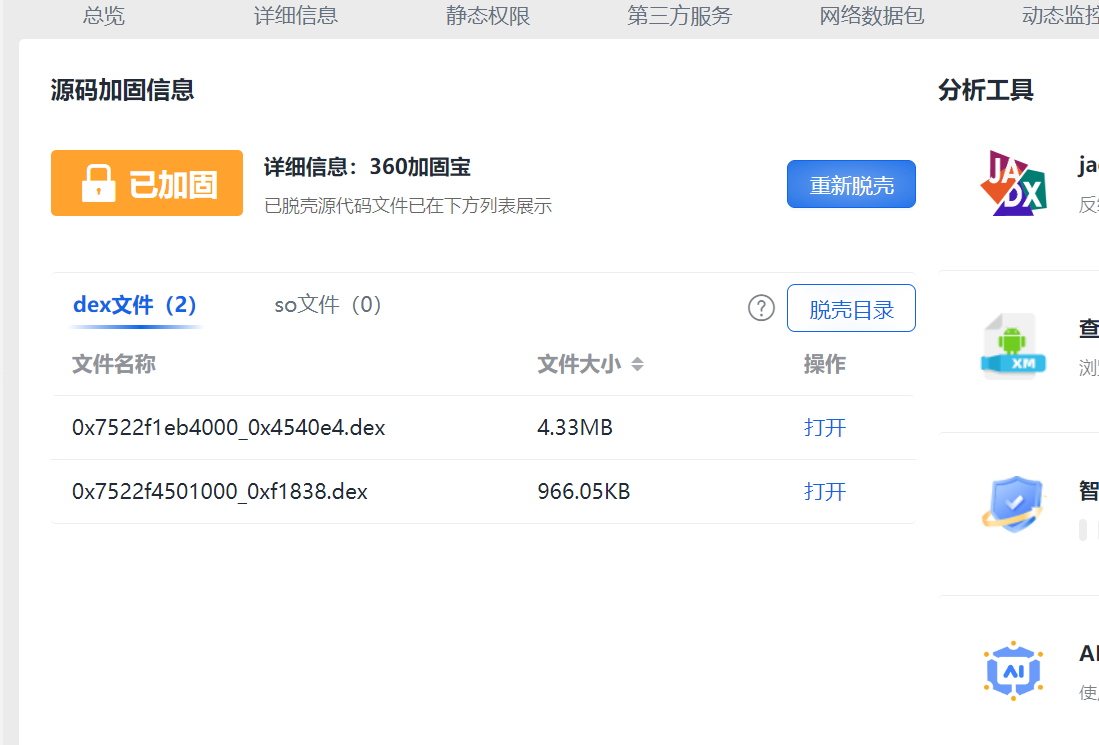 总览 详细信息 静态权限 第三方服务 网络数据包 动态监控
源码加固信息
已加固
详细信息：360加固宝
已脱壳源代码文件已在下方列表展示
重新脱壳
dex文件（2） so文件（0） ? 脱壳目录
文件名称 文件大小 操作
0x7522f1eb4000_0x4540e4.dex 4.33MB 打开
0x7522f4501000_0xf1838.dex 966.05KB 打开
分析工具
JADX
ja
反
XM
查
浏
智
AI
AI
使